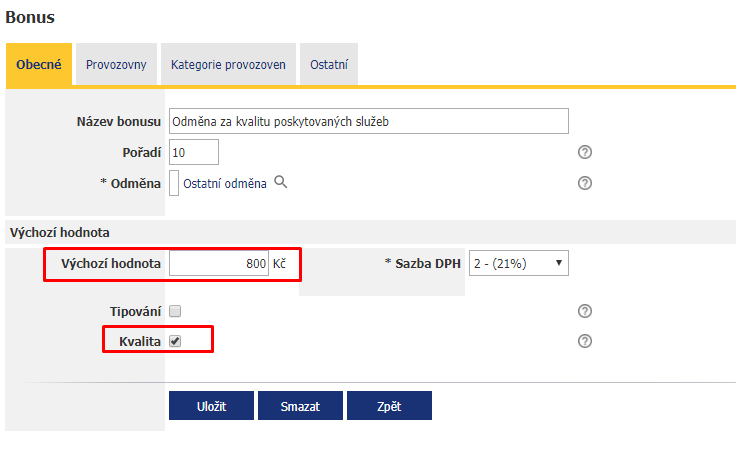 Bonus
Obecné Provozovny Kategorie provozoven Ostatní
Název bonusu Odměna za kvalitu poskytovaných služeb
Pořadí 10 ?
* Odměna Ostatní odměna ?
Výchozí hodnota
Výchozí hodnota 800 Kč * Sazba DPH 2 - (21%)
Tipování ?
Kvalita ?
Uložit Smazat Zpět